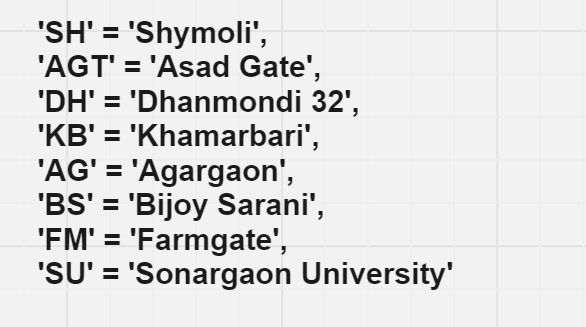 'SH' = 'Shymoli',
'AGT' = 'Asad Gate',
'DH' = 'Dhanmondi 32',
'KB' = 'Khamarbari',
'AG' = 'Agargaon',
'BS' = 'Bijoy Sarani',
'FM' = 'Farmgate',
'SU' = 'Sonargaon University'